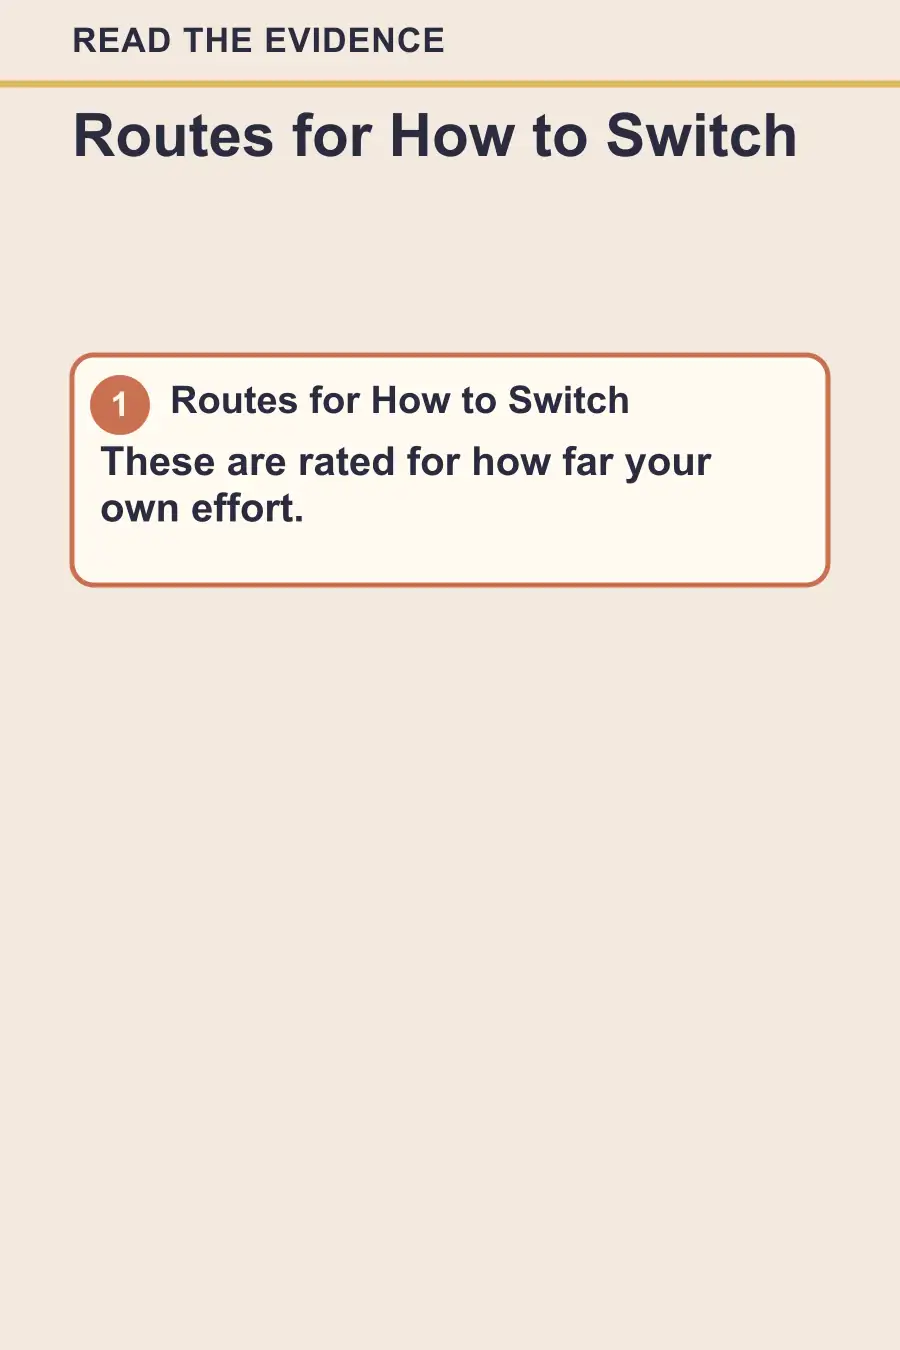 READ THE EVIDENCE
Routes for How to Switch
1 Routes for How to Switch
These are rated for how far your
own effort.